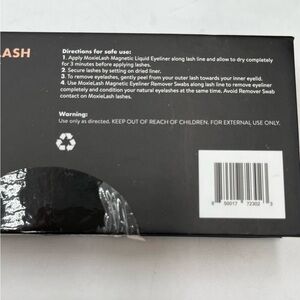 LASH
Directions for safe use:
1. Apply MoxieLash Magnetic Liquid Eyeliner along lash line and allow to dry completely
for 3 minutes before applying lashes.
2. Secure lashes by setting on dried liner.
3. To remove eyelashes, gently peel from your outer lash towards your inner eyelid.
4. Use MoxieLash Magnetic Eyeliner Remover Swabs along lash line to remove eyeliner
completely and condition your natural eyelashes at the same time. Avoid Remover Swab
contact on MoxieLash lashes.
Warning:
Use only as directed. KEEP OUT OF REACH OF CHILDREN. FOR EXTERNAL USE ONLY.
8 50017 72302 3